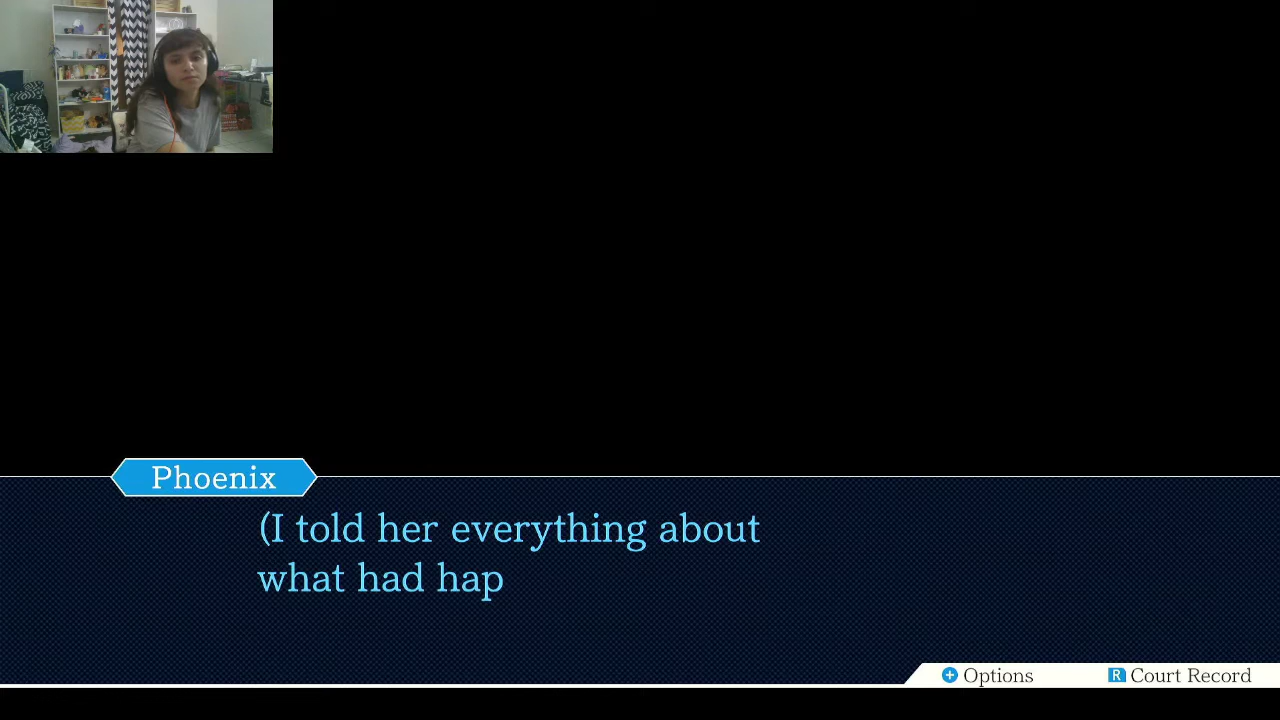 Phoenix
(I told her everything about
what had hap
Options
R Court Record